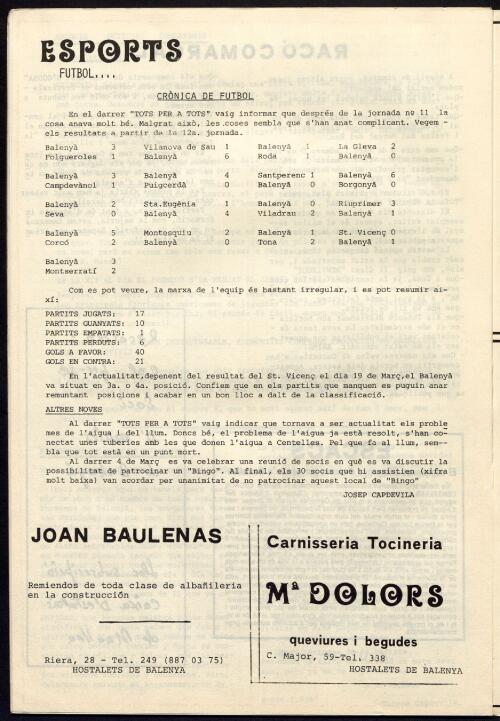 ESPORTS
FUTBOL....
CRÒNICA DE FUTBOL
En el darrer "TOTS PER A TOTS" vaig informar que després de la jornada nº 11 la
cosa anava molt bé. Malgrat això, les coses sembla que s'han anat complicant. Vegem -
els resultats a partir de la 12a. jornada.
Balenyà 3 Vilanova de Sau 1 Balenyà 1 La Gleva 2
Folgueroles 1 Balenyà 6 Roda 1 Balenyà 0
Balenyà 3 Balenyà 4 Santperenc 1 Balenyà 6
Campdevànol 1 Puigcerdà 0 Balenyà 0 Borgonyà 0
Balenyà 2 Sta.Eugènia 1 Balenyà 0 Riuprimer 3
Seva 0 Balenyà 4 Viladrau 2 Balenyà 1
Balenyà 5 Montesquiu 2 Balenyà 1 St. Vicenç 0
Corcó 2 Balenyà 0 Tona 2 Balenyà 1
Balenyà 3
Montserratí 2
Com es pot veure, la marxa de l'equip és bastant irregular, i es pot resumir ai-
xí:
PARTITS JUGATS: 17
PARTITS GUANYATS: 10
PARTITS EMPATATS: 1
PARTITS PERDUTS: 6
GOLS A FAVOR: 40
GOLS EN CONTRA: 21
En l'actualitat,depenent del resultat del St. Vicenç el dia 19 de Març,el Balenyà
va situat en 3a. o 4a. posició. Confiem que en els partits que manquen es puguin anar
remuntant posicions i acabar en un bon lloc a dalt de la classificació.
ALTRES NOVES
Al darrer "TOTS PER A TOTS" vaig indicar que tornava a ser actualitat els proble
mes de l'aigua i del llum. Doncs bé, el problema de l'aigua ja està resolt, s'han co-
nectat unes tuberies amb les que donen l'aigua a Centelles. Pel que fa al llum, sem--
bla que tot està en un punt mort.
Al darrer 4 de Març es va celebrar una reunió de socis en què es va discutir la
possibilitat de patrocinar un "Bingo". Al final, els 30 socis que hi assistien (xifra
molt baixa) van acordar per unanimitat de no patrocinar aquest local de "Bingo"
JOSEP CAPDEVILA
JOAN BAULENAS
Remiendos de toda clase de albañileria
en la construcción
Riera, 28 - Tel. 249 (887 03 75)
HOSTALETS DE BALENYA
Carnisseria Tocineria
Mª DOLORS
queviures i begudes
C. Major, 59-Tel. 338
HOSTALETS DE BALENYA